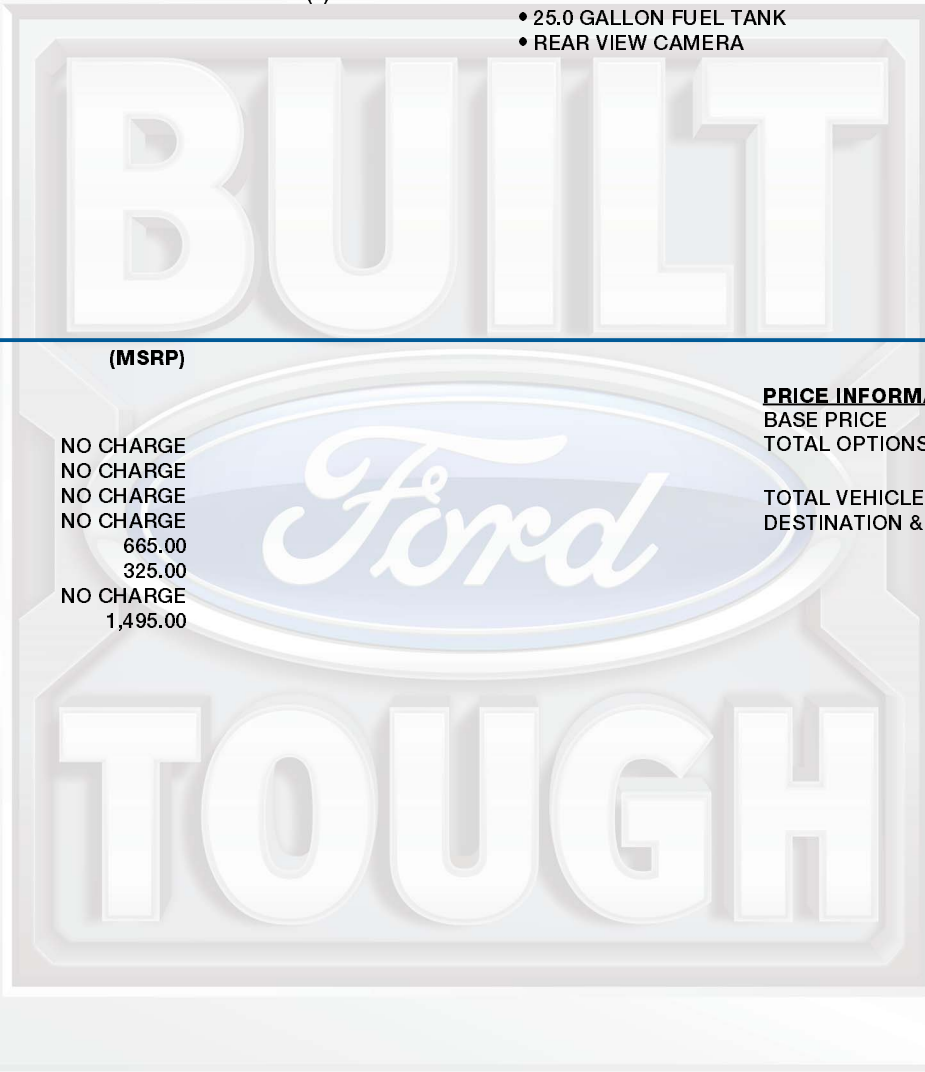 • 25.0 GALLON FUEL TANK
• REAR VIEW CAMERA
BUILT
(MSRP)
NO CHARGE
NO CHARGE
NO CHARGE
NO CHARGE
665.00
325.00
NO CHARGE
1,495.00
Ford
PRICE INFORMA
BASE PRICE
TOTAL OPTIONS
TOTAL VEHICLE
DESTINATION &
TOUGH